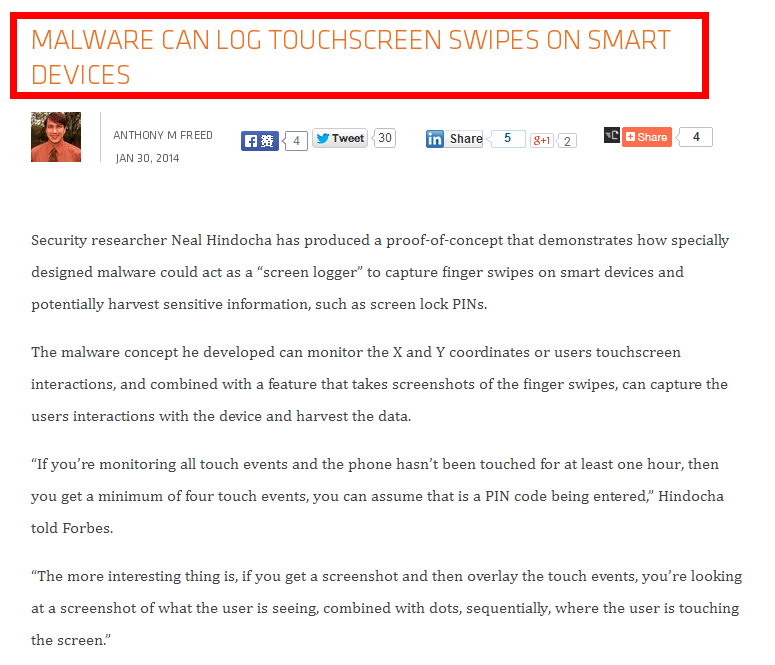 MALWARE CAN LOG TOUCHSCREEN SWIPES ON SMART
DEVICES
ANTHONY M FREED
JAN 30, 2014
赞 4 Tweet 30 in Share 5 g+1 2 Share 4
Security researcher Neal Hindocha has produced a proof-of-concept that demonstrates how specially
designed malware could act as a “screen logger” to capture finger swipes on smart devices and
potentially harvest sensitive information, such as screen lock PINs.
The malware concept he developed can monitor the X and Y coordinates or users touchscreen
interactions, and combined with a feature that takes screenshots of the finger swipes, can capture the
users interactions with the device and harvest the data.
“If you’re monitoring all touch events and the phone hasn’t been touched for at least one hour, then
you get a minimum of four touch events, you can assume that is a PIN code being entered,” Hindocha
told Forbes.
“The more interesting thing is, if you get a screenshot and then overlay the touch events, you’re looking
at a screenshot of what the user is seeing, combined with dots, sequentially, where the user is touching
the screen.”